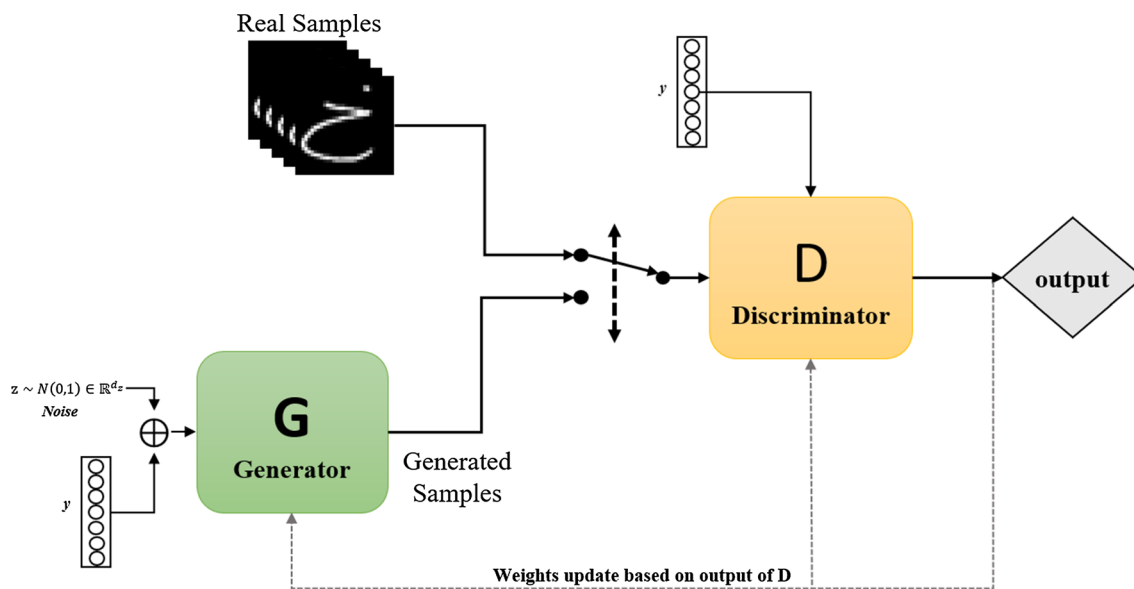 Real Samples
y
D
Discriminator
output
z ~ N(0,1) ∈ ℝ^{d_z}
Noise
G
Generator
Generated
Samples
y
Weights update based on output of D